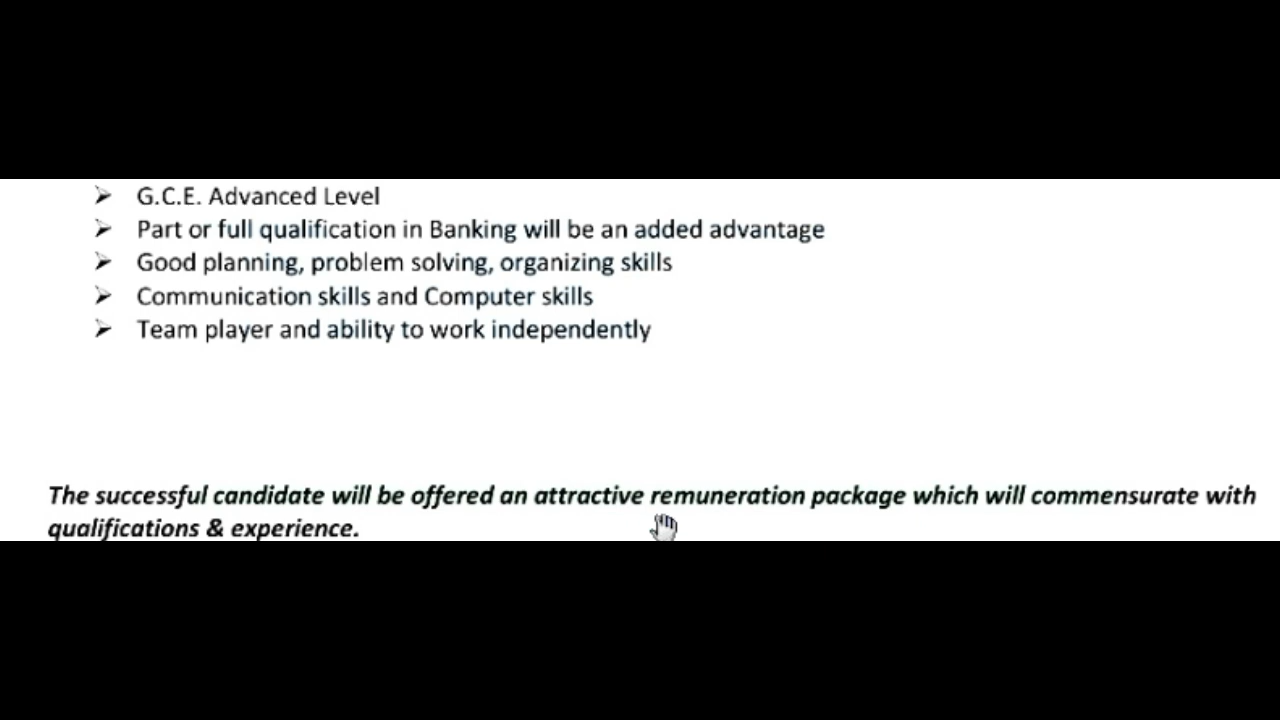 ➢ G.C.E. Advanced Level
➢ Part or full qualification in Banking will be an added advantage
➢ Good planning, problem solving, organizing skills
➢ Communication skills and Computer skills
➢ Team player and ability to work independently
The successful candidate will be offered an attractive remuneration package which will commensurate with
qualifications & experience.